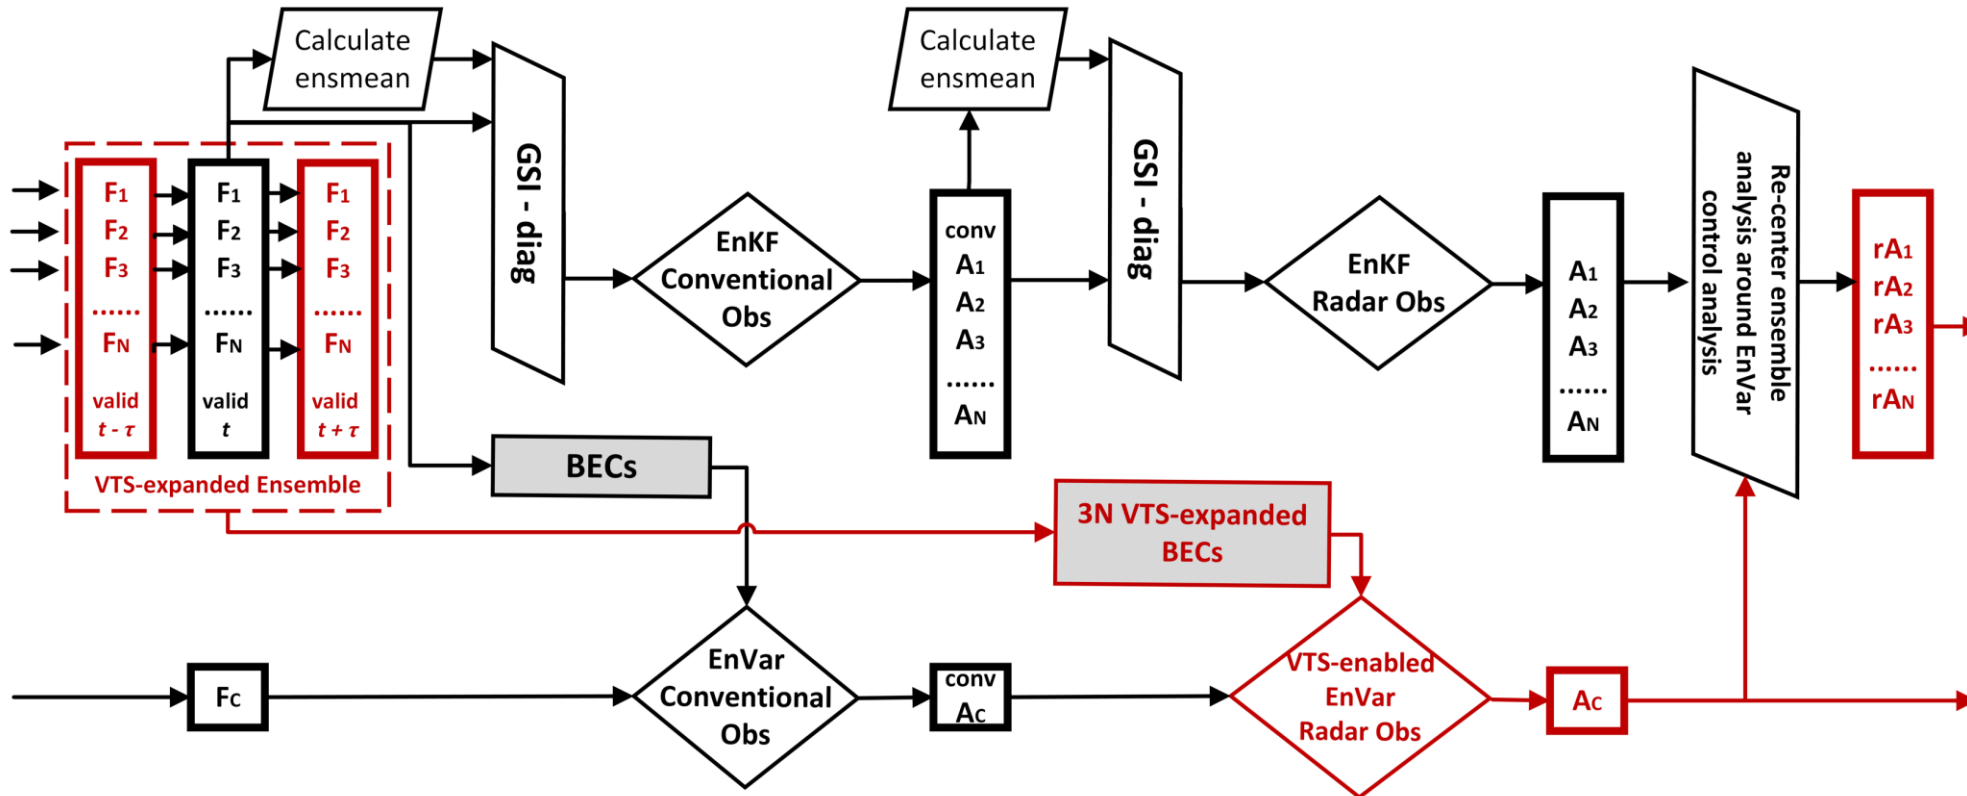 Calculate
ensmean
Calculate
ensmean
GSI - diag
GSI - diag
Re-center ensemble
analysis around EnVar
control analysis
F1
F2
F3
......
FN
valid
t - τ
F1
F2
F3
......
FN
valid
t
F1
F2
F3
......
FN
valid
t + τ
VTS-expanded Ensemble
EnKF
Conventional
Obs
conv
A1
A2
A3
......
AN
EnKF
Radar Obs
A1
A2
A3
......
AN
rA1
rA2
rA3
......
rAN
BECs
3N VTS-expanded
BECs
FC
EnVar
Conventional
Obs
conv
AC
VTS-enabled
EnVar
Radar Obs
AC